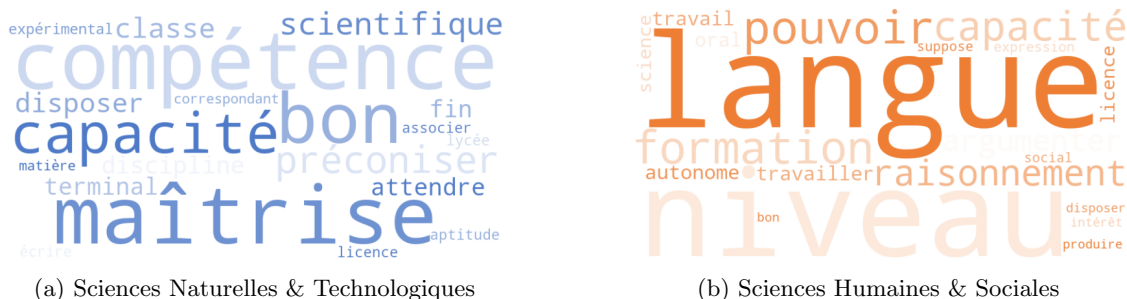 expérimental classe scientifique
compétence
disposer correspondant fin
capacité bon associer
lycée
matière discipline préconiser
terminal attendre
maîtrise
aptitude
écrire licence
(a) Sciences Naturelles & Technologiques
travail pouvoir capacité
science oral suppose expression
langue licence
formation argumenter
social
autonome travailler raisonnement
niveau
bon disposer
intérêt
produire
(b) Sciences Humaines & Sociales